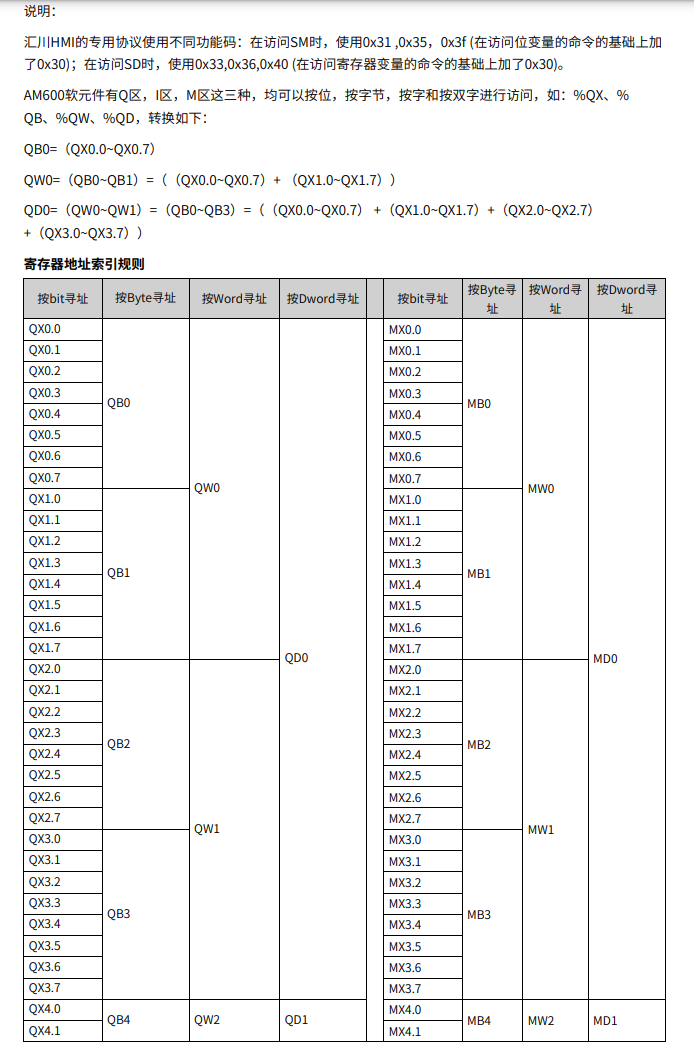 说明：
汇川HMI的专用协议使用不同功能码：在访问SM时，使用0x31 ,0x35，0x3f (在访问位变量的命令的基础上加
了0x30)；在访问SD时，使用0x33,0x36,0x40 (在访问寄存器变量的命令的基础上加了0x30)。
AM600软元件有Q区，I区，M区这三种，均可以按位，按字节，按字和按双字进行访问，如：%QX、%
QB、%QW、%QD，转换如下：
QB0=（QX0.0~QX0.7）
QW0=（QB0~QB1）=（（QX0.0~QX0.7）+ （QX1.0~QX1.7））
QD0=（QW0~QW1）=（QB0~QB3）=（（QX0.0~QX0.7） +（QX1.0~QX1.7）+（QX2.0~QX2.7）
+（QX3.0~QX3.7））
寄存器地址索引规则
按bit寻址 按Byte寻址 按Word寻址 按Dword寻址 按bit寻址 按Byte寻址 按Word寻址 按Dword寻址
QX0.0 MX0.0
QX0.1 MX0.1
QX0.2 MX0.2
QX0.3 MX0.3
QB0 MB0
QX0.4 MX0.4
QX0.5 MX0.5
QX0.6 MX0.6
QX0.7 MX0.7
QW0 MW0
QX1.0 MX1.0
QX1.1 MX1.1
QX1.2 MX1.2
QX1.3 MX1.3
QB1 MB1
QX1.4 MX1.4
QX1.5 MX1.5
QX1.6 MX1.6
QX1.7 MX1.7
QD0 MD0
QX2.0 MX2.0
QX2.1 MX2.1
QX2.2 MX2.2
QX2.3 MX2.3
QB2 MB2
QX2.4 MX2.4
QX2.5 MX2.5
QX2.6 MX2.6
QX2.7 MX2.7
QW1 MW1
QX3.0 MX3.0
QX3.1 MX3.1
QX3.2 MX3.2
QX3.3 MX3.3
QB3 MB3
QX3.4 MX3.4
QX3.5 MX3.5
QX3.6 MX3.6
QX3.7 MX3.7
QX4.0 MX4.0
QB4 QW2 QD1 MB4 MW2 MD1
QX4.1 MX4.1